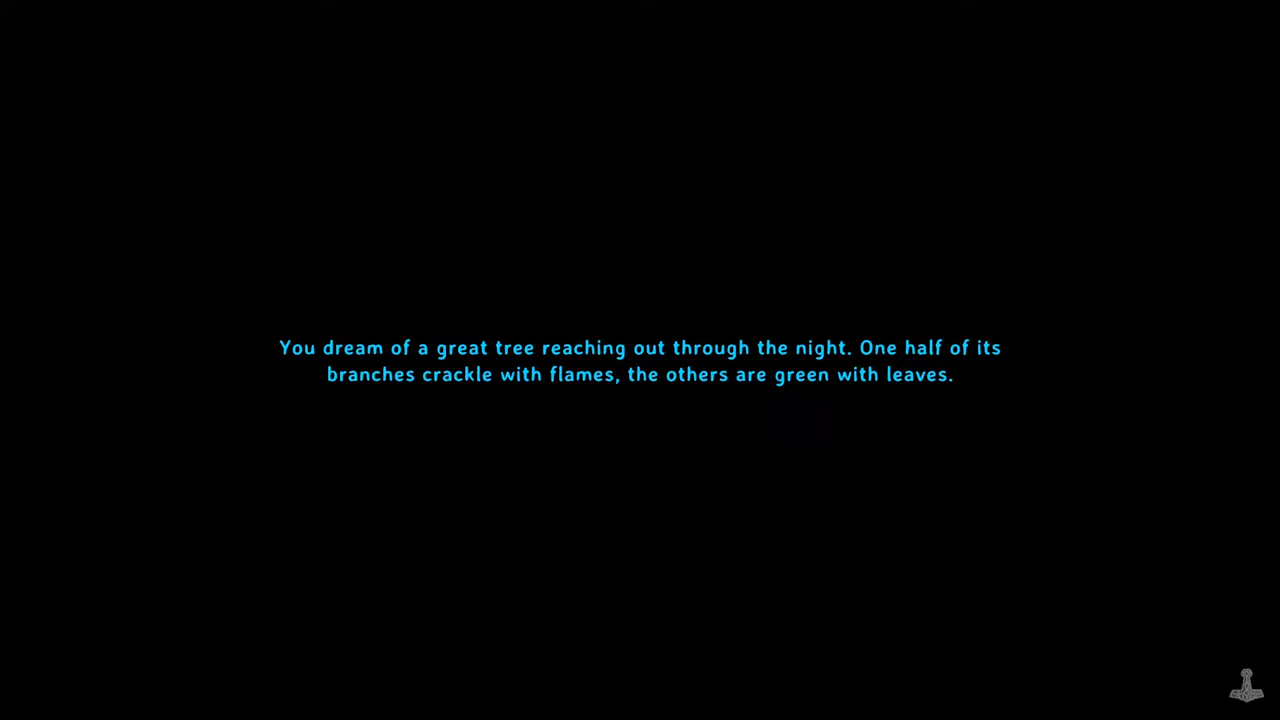 You dream of a great tree reaching out through the night. One half of its
branches crackle with flames, the others are green with leaves.